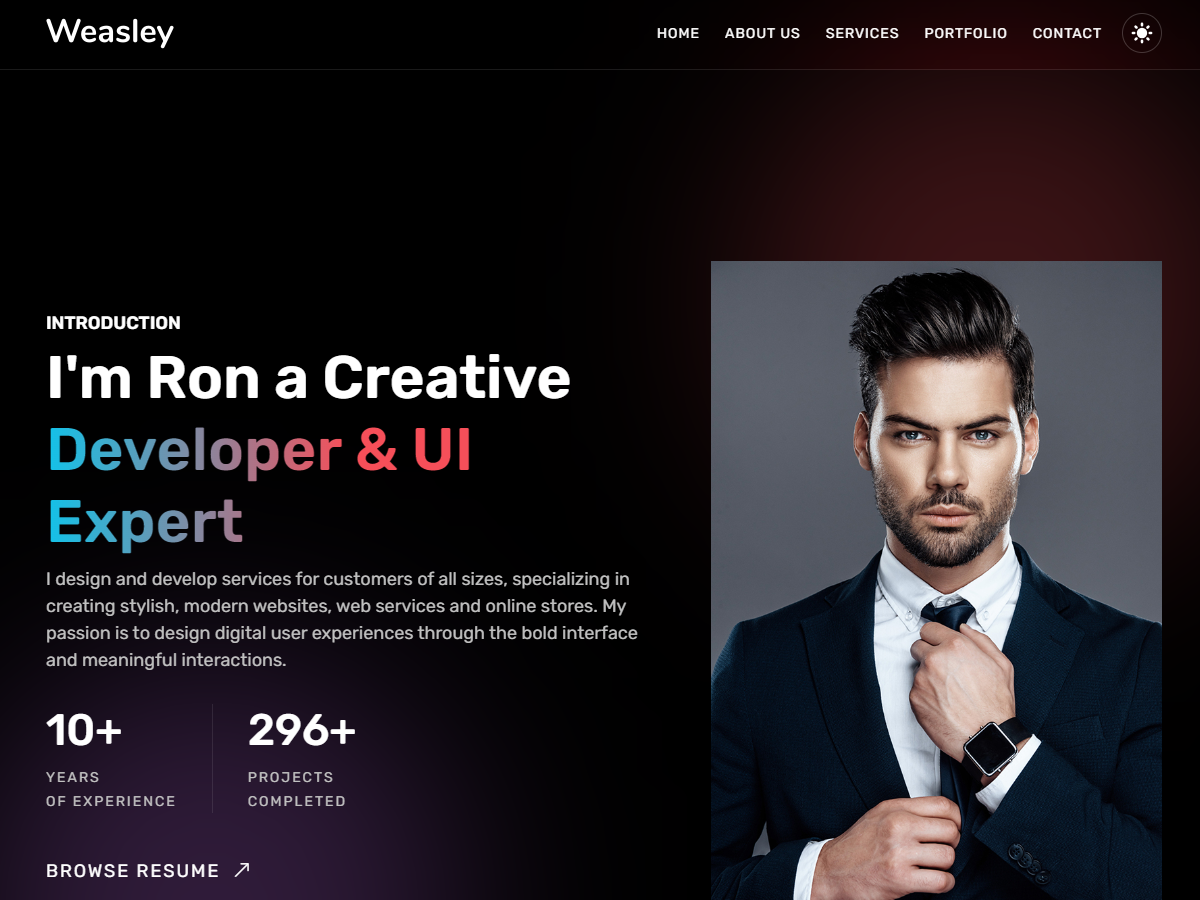 Weasley
HOME ABOUT US SERVICES PORTFOLIO CONTACT
INTRODUCTION
I'm Ron a Creative
Developer & UI
Expert
I design and develop services for customers of all sizes, specializing in
creating stylish, modern websites, web services and online stores. My
passion is to design digital user experiences through the bold interface
and meaningful interactions.
10+
YEARS
OF EXPERIENCE
296+
PROJECTS
COMPLETED
BROWSE RESUME